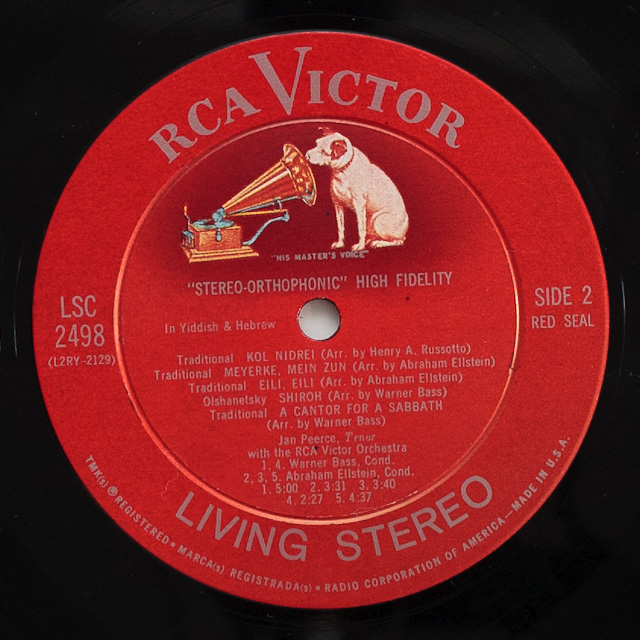 RCA VICTOR
"HIS MASTER'S VOICE"
"STEREO-ORTHOPHONIC" HIGH FIDELITY
LSC
2498
(L2RY-2129)
SIDE 2
RED SEAL
In Yiddish & Hebrew
Traditional KOL NIDREI (Arr. by Henry A. Russotto)
Traditional MEYERKE, MEIN ZUN (Arr. by Abraham Ellstein)
Traditional EILI, EILI (Arr. by Abraham Ellstein)
Olshanetsky SHIROH (Arr. by Warner Bass)
Traditional A CANTOR FOR A SABBATH
(Arr. by Warner Bass)
Jan Peerce, Tenor
with the RCA Victor Orchestra
1, 4. Warner Bass, Cond.
2, 3, 5. Abraham Ellstein, Cond.
1. 5:00 2. 3:31 3. 3:40
4. 2:27 5. 4:37
LIVING STEREO
TMK(s) ® REGISTERED • MARCA(s) REGISTRADA(s) • RADIO CORPORATION OF AMERICA—MADE IN U.S.A.